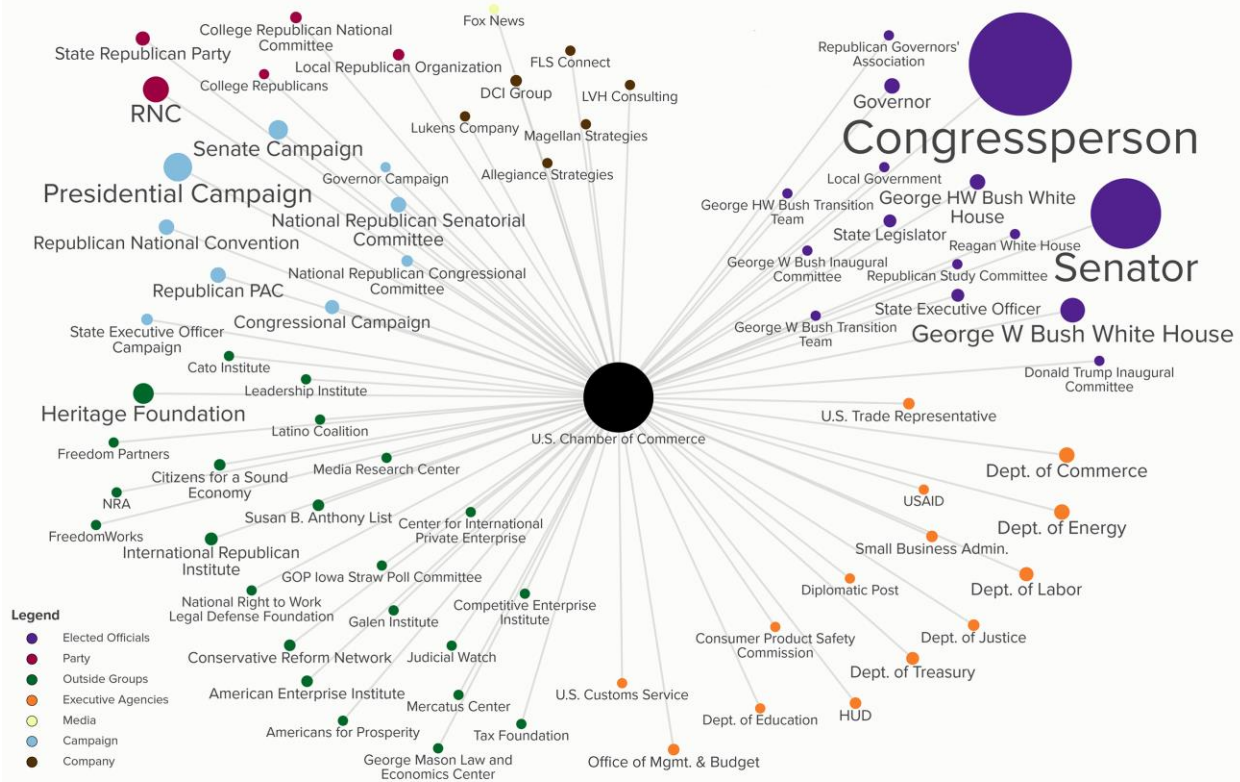 Fox News
College Republican National
Committee
State Republican Party
Local Republican Organization
College Republicans
RNC
FLS Connect
DCI Group
LVH Consulting
Lukens Company
Magellan Strategies
Allegiance Strategies
Republican Governors'
Association
Governor
Congressperson
Senate Campaign
Governor Campaign
Presidential Campaign
National Republican Senatorial
Committee
Republican National Convention
National Republican Congressional
Committee
Republican PAC
Congressional Campaign
State Executive Officer
Campaign
Local Government
George HW Bush Transition
Team
George HW Bush White
House
State Legislator
Reagan White House
George W Bush Inaugural
Committee
Republican Study Committee
Senator
State Executive Officer
George W Bush Transition
Team
George W Bush White House
Donald Trump Inaugural
Committee
Cato Institute
Leadership Institute
Heritage Foundation
Latino Coalition
U.S. Chamber of Commerce
U.S. Trade Representative
Freedom Partners
Citizens for a Sound
Economy
Media Research Center
Dept. of Commerce
NRA
Susan B. Anthony List
Center for International
Private Enterprise
USAID
FreedomWorks
International Republican
Institute
Dept. of Energy
Small Business Admin.
GOP Iowa Straw Poll Committee
Diplomatic Post
Dept. of Labor
National Right to Work
Legal Defense Foundation
Galen Institute
Competitive Enterprise
Institute
Consumer Product Safety
Commission
Dept. of Justice
Conservative Reform Network
Judicial Watch
Dept. of Treasury
American Enterprise Institute
Mercatus Center
U.S. Customs Service
Dept. of Education
HUD
Americans for Prosperity
Tax Foundation
George Mason Law and
Economics Center
Office of Mgmt. & Budget
Legend
Elected Officials
Party
Outside Groups
Executive Agencies
Media
Campaign
Company